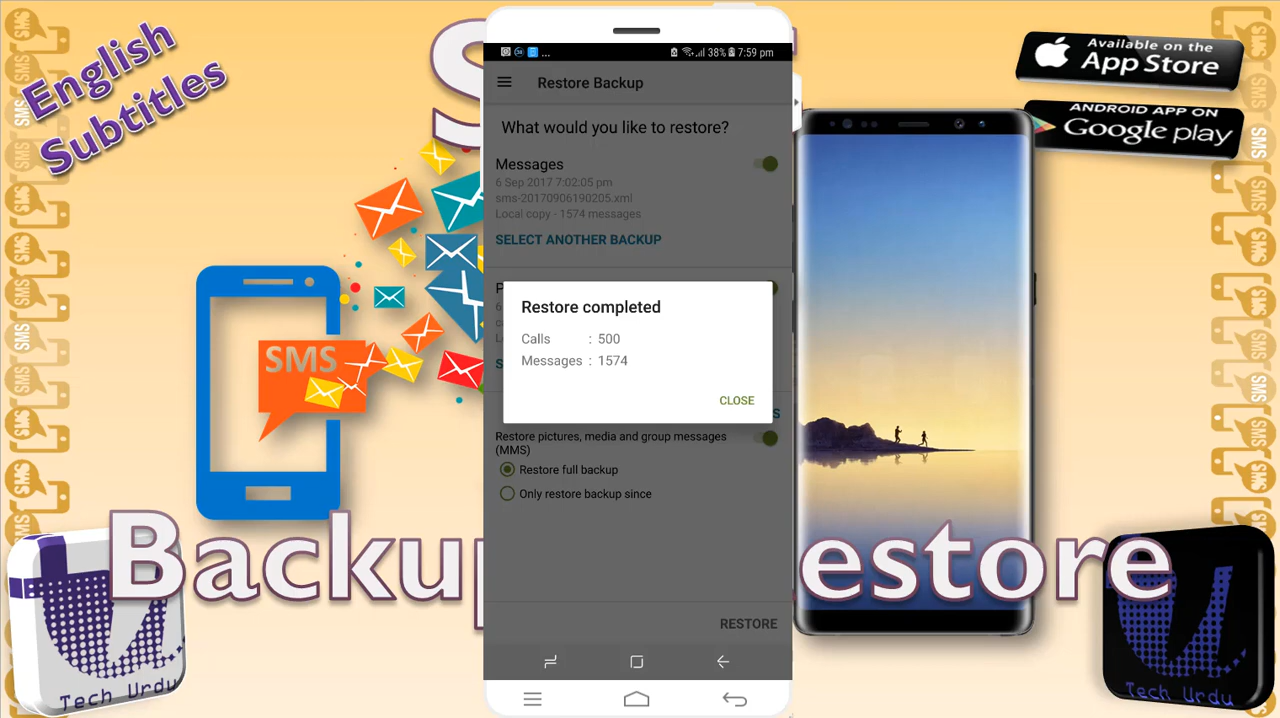 English
Subtitles
Available on the
App Store
ANDROID APP ON
Google play
SMS
... 38% 7:59 pm
Restore Backup
What would you like to restore?
Messages
6 Sep 2017 7:02:05 pm
sms-20170906190205.xml
Local copy - 1574 messages
SELECT ANOTHER BACKUP
Restore completed
Calls : 500
Messages : 1574
CLOSE
Restore pictures, media and group messages
(MMS)
Restore full backup
Only restore backup since
RESTORE
Tech Urdu
Tech Urdu